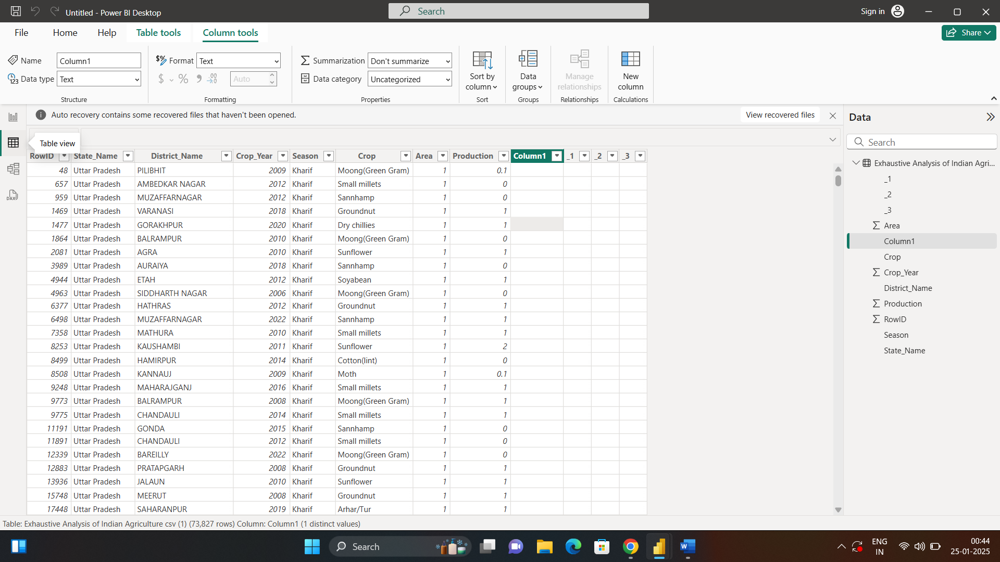 Untitled - Power BI Desktop
Search
Sign in
File Home Help Table tools Column tools
Share
Name Column1
Data type Text
Structure
Format Text
$ % Auto
Formatting
Summarization Don't summarize
Data category Uncategorized
Properties
Sort by column
Sort
Data groups
Groups
Manage relationships
Relationships
New column
Calculations
Auto recovery contains some recovered files that haven't been opened.
View recovered files
Table view
RowID State_Name District_Name Crop_Year Season Crop Area Production Column1 _1 _2 _3
48 Uttar Pradesh PILIBHIT 2009 Kharif Moong(Green Gram) 1 0.1
657 Uttar Pradesh AMBEDKAR NAGAR 2012 Kharif Small millets 1 0
959 Uttar Pradesh MUZAFFARNAGAR 2012 Kharif Sannhamp 1 0
1469 Uttar Pradesh VARANASI 2018 Kharif Groundnut 1 1
1477 Uttar Pradesh GORAKHPUR 2020 Kharif Dry chillies 1 1
1864 Uttar Pradesh BALRAMPUR 2010 Kharif Moong(Green Gram) 1 0
2081 Uttar Pradesh AGRA 2010 Kharif Sunflower 1 1
3989 Uttar Pradesh AURAIYA 2018 Kharif Sannhamp 1 0
4944 Uttar Pradesh ETAH 2012 Kharif Soyabean 1 1
4963 Uttar Pradesh SIDDHARTH NAGAR 2006 Kharif Moong(Green Gram) 1 0
6377 Uttar Pradesh HATHRAS 2012 Kharif Groundnut 1 1
6498 Uttar Pradesh MUZAFFARNAGAR 2022 Kharif Sannhamp 1 1
7358 Uttar Pradesh MATHURA 2010 Kharif Small millets 1 1
8253 Uttar Pradesh KAUSHAMBI 2011 Kharif Sunflower 1 2
8499 Uttar Pradesh HAMIRPUR 2014 Kharif Cotton(lint) 1 0
8508 Uttar Pradesh KANNAUJ 2009 Kharif Moth 1 0.1
9248 Uttar Pradesh MAHARAJGANJ 2016 Kharif Small millets 1 1
9773 Uttar Pradesh BALRAMPUR 2008 Kharif Moong(Green Gram) 1 1
9775 Uttar Pradesh CHANDAULI 2014 Kharif Small millets 1 1
11191 Uttar Pradesh GONDA 2015 Kharif Sannhamp 1 0
11891 Uttar Pradesh CHANDAULI 2012 Kharif Small millets 1 0
12339 Uttar Pradesh BAREILLY 2022 Kharif Moong(Green Gram) 1 0
12883 Uttar Pradesh PRATAPGARH 2008 Kharif Groundnut 1 1
13936 Uttar Pradesh JALAUN 2010 Kharif Sunflower 1 1
15748 Uttar Pradesh MEERUT 2008 Kharif Groundnut 1 1
17448 Uttar Pradesh SAHARANPUR 2019 Kharif Arhar/Tur 1 1
Data
Search
Exhaustive Analysis of Indian Agri...
_1
_2
_3
Area
Column1
Crop
Crop_Year
District_Name
Production
RowID
Season
State_Name
Table: Exhaustive Analysis of Indian Agriculture csv (1) (73,827 rows) Column: Column1 (1 distinct values)
Search
ENG
IN
00:44
25-01-2025